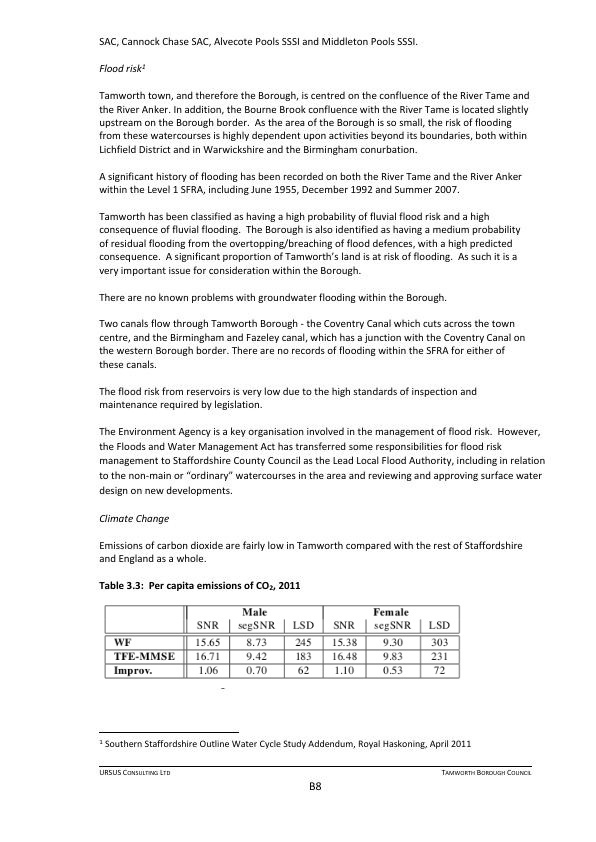 SAC, Cannock Chase SAC, Alvecote Pools SSSI and Middleton Pools SSSI.
Flood risk¹
Tamworth town, and therefore the Borough, is centred on the confluence of the River Tame and
the River Anker. In addition, the Bourne Brook confluence with the River Tame is located slightly
upstream on the Borough border.  As the area of the Borough is so small, the risk of flooding
from these watercourses is highly dependent upon activities beyond its boundaries, both within
Lichfield District and in Warwickshire and the Birmingham conurbation.
A significant history of flooding has been recorded on both the River Tame and the River Anker
within the Level 1 SFRA, including June 1955, December 1992 and Summer 2007.
Tamworth has been classified as having a high probability of fluvial flood risk and a high
consequence of fluvial flooding.  The Borough is also identified as having a medium probability
of residual flooding from the overtopping/breaching of flood defences, with a high predicted
consequence.  A significant proportion of Tamworth's land is at risk of flooding.  As such it is a
very important issue for consideration within the Borough.
There are no known problems with groundwater flooding within the Borough.
Two canals flow through Tamworth Borough - the Coventry Canal which cuts across the town
centre, and the Birmingham and Fazeley canal, which has a junction with the Coventry Canal on
the western Borough border. There are no records of flooding within the SFRA for either of
these canals.
The flood risk from reservoirs is very low due to the high standards of inspection and
maintenance required by legislation.
The Environment Agency is a key organisation involved in the management of flood risk.  However,
the Floods and Water Management Act has transferred some responsibilities for flood risk
management to Staffordshire County Council as the Lead Local Flood Authority, including in relation
to the non-main or “ordinary” watercourses in the area and reviewing and approving surface water
design on new developments.
Climate Change
Emissions of carbon dioxide are fairly low in Tamworth compared with the rest of Staffordshire
and England as a whole.
Table 3.3:  Per capita emissions of CO₂, 2011
Male Female
SNR segSNR LSD SNR segSNR LSD
WF 15.65 8.73 245 15.38 9.30 303
TFE-MMSE 16.71 9.42 183 16.48 9.83 231
Improv. 1.06 0.70 62 1.10 0.53 72
¹ Southern Staffordshire Outline Water Cycle Study Addendum, Royal Haskoning, April 2011
URSUS CONSULTING LTD TAMWORTH BOROUGH COUNCIL
B8